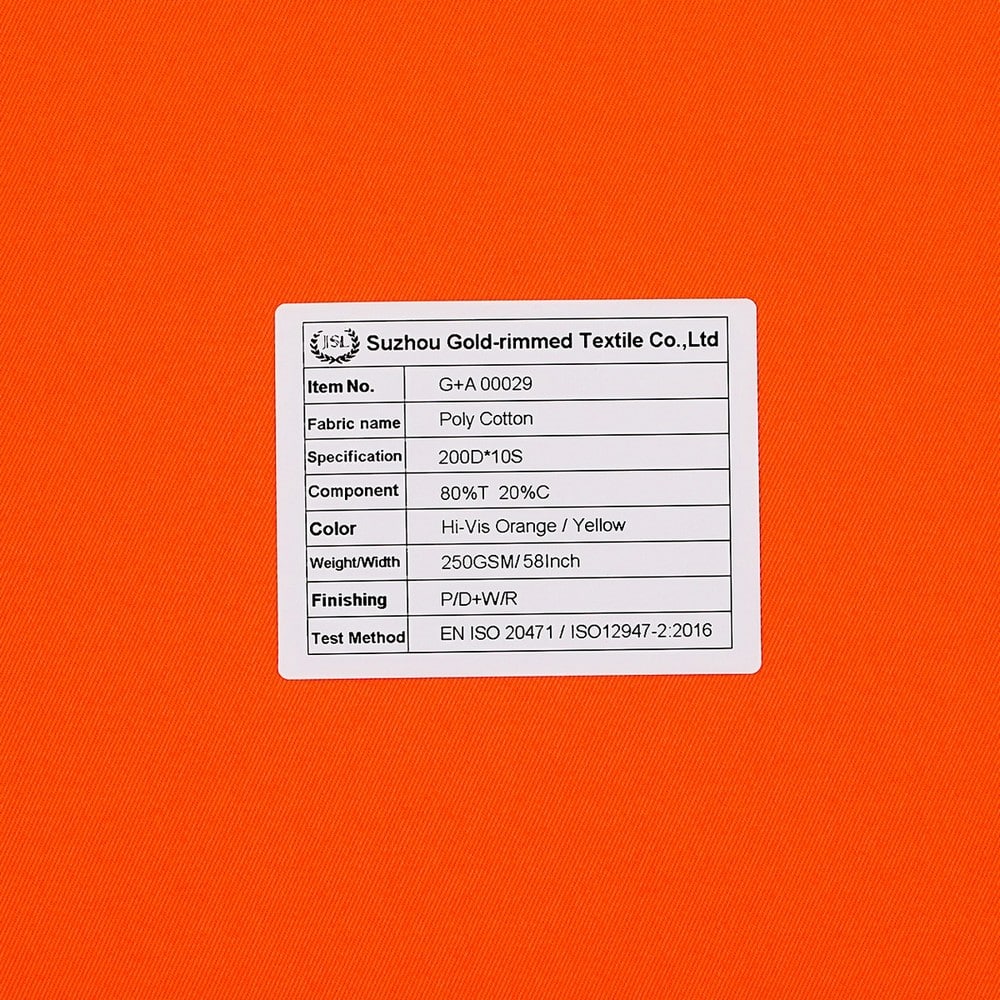 JSL Suzhou Gold-rimmed Textile Co.,Ltd
Item No. G+A 00029
Fabric name Poly Cotton
Specification 200D*10S
Component 80%T 20%C
Color Hi-Vis Orange / Yellow
Weight/Width 250GSM/58Inch
Finishing P/D+W/R
Test Method EN ISO 20471 / ISO12947-2:2016